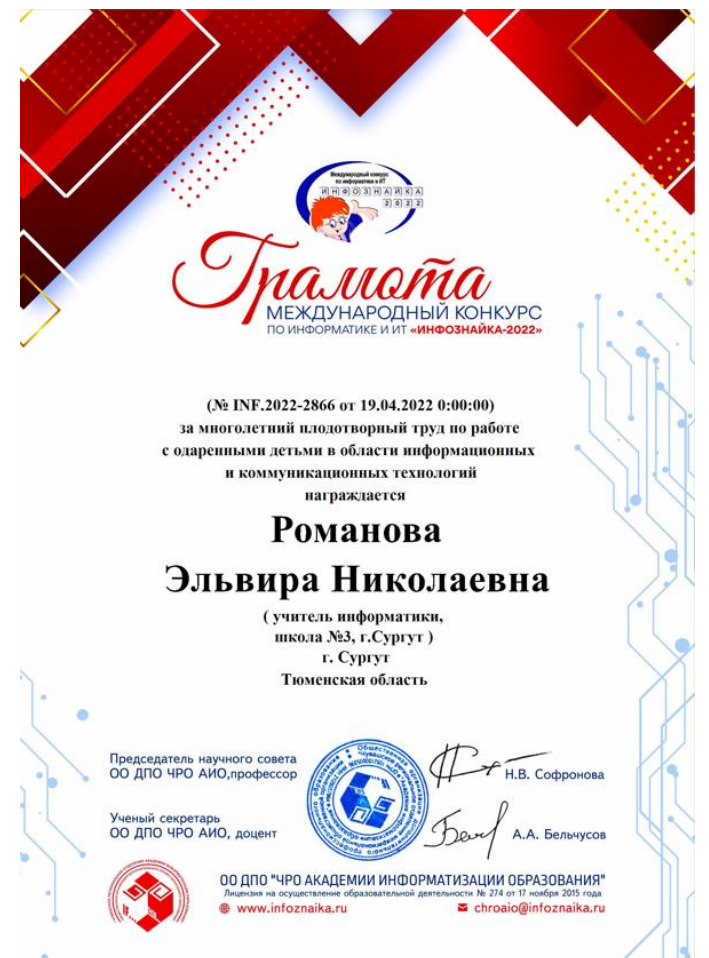 Международный конкурс
по информатике и ИТ
ИНФОЗНАЙКА
2022
Грамота
МЕЖДУНАРОДНЫЙ КОНКУРС
ПО ИНФОРМАТИКЕ И ИТ «ИНФОЗНАЙКА-2022»
(№ INF.2022-2866 от 19.04.2022 0:00:00)
за многолетний плодотворный труд по работе
с одаренными детьми в области информационных
и коммуникационных технологий
награждается
Романова
Эльвира Николаевна
( учитель информатики,
школа №3, г.Сургут )
г. Сургут
Тюменская область
Председатель научного совета
ОО ДПО ЧРО АИО,профессор
Н.В. Софронова
Ученый секретарь
ОО ДПО ЧРО АИО, доцент
А.А. Бельчусов
ОО ДПО "ЧРО АКАДЕМИИ ИНФОРМАТИЗАЦИИ ОБРАЗОВАНИЯ"
Лицензия на осуществление образовательной деятельности № 274 от 17 ноября 2015 года
www.infoznaika.ru
chroaio@infoznaika.ru